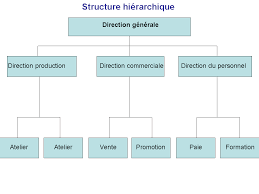 Structure hiérarchique
Direction générale
Direction production
Direction commerciale
Direction du personnel
Atelier
Atelier
Vente
Promotion
Paie
Formation